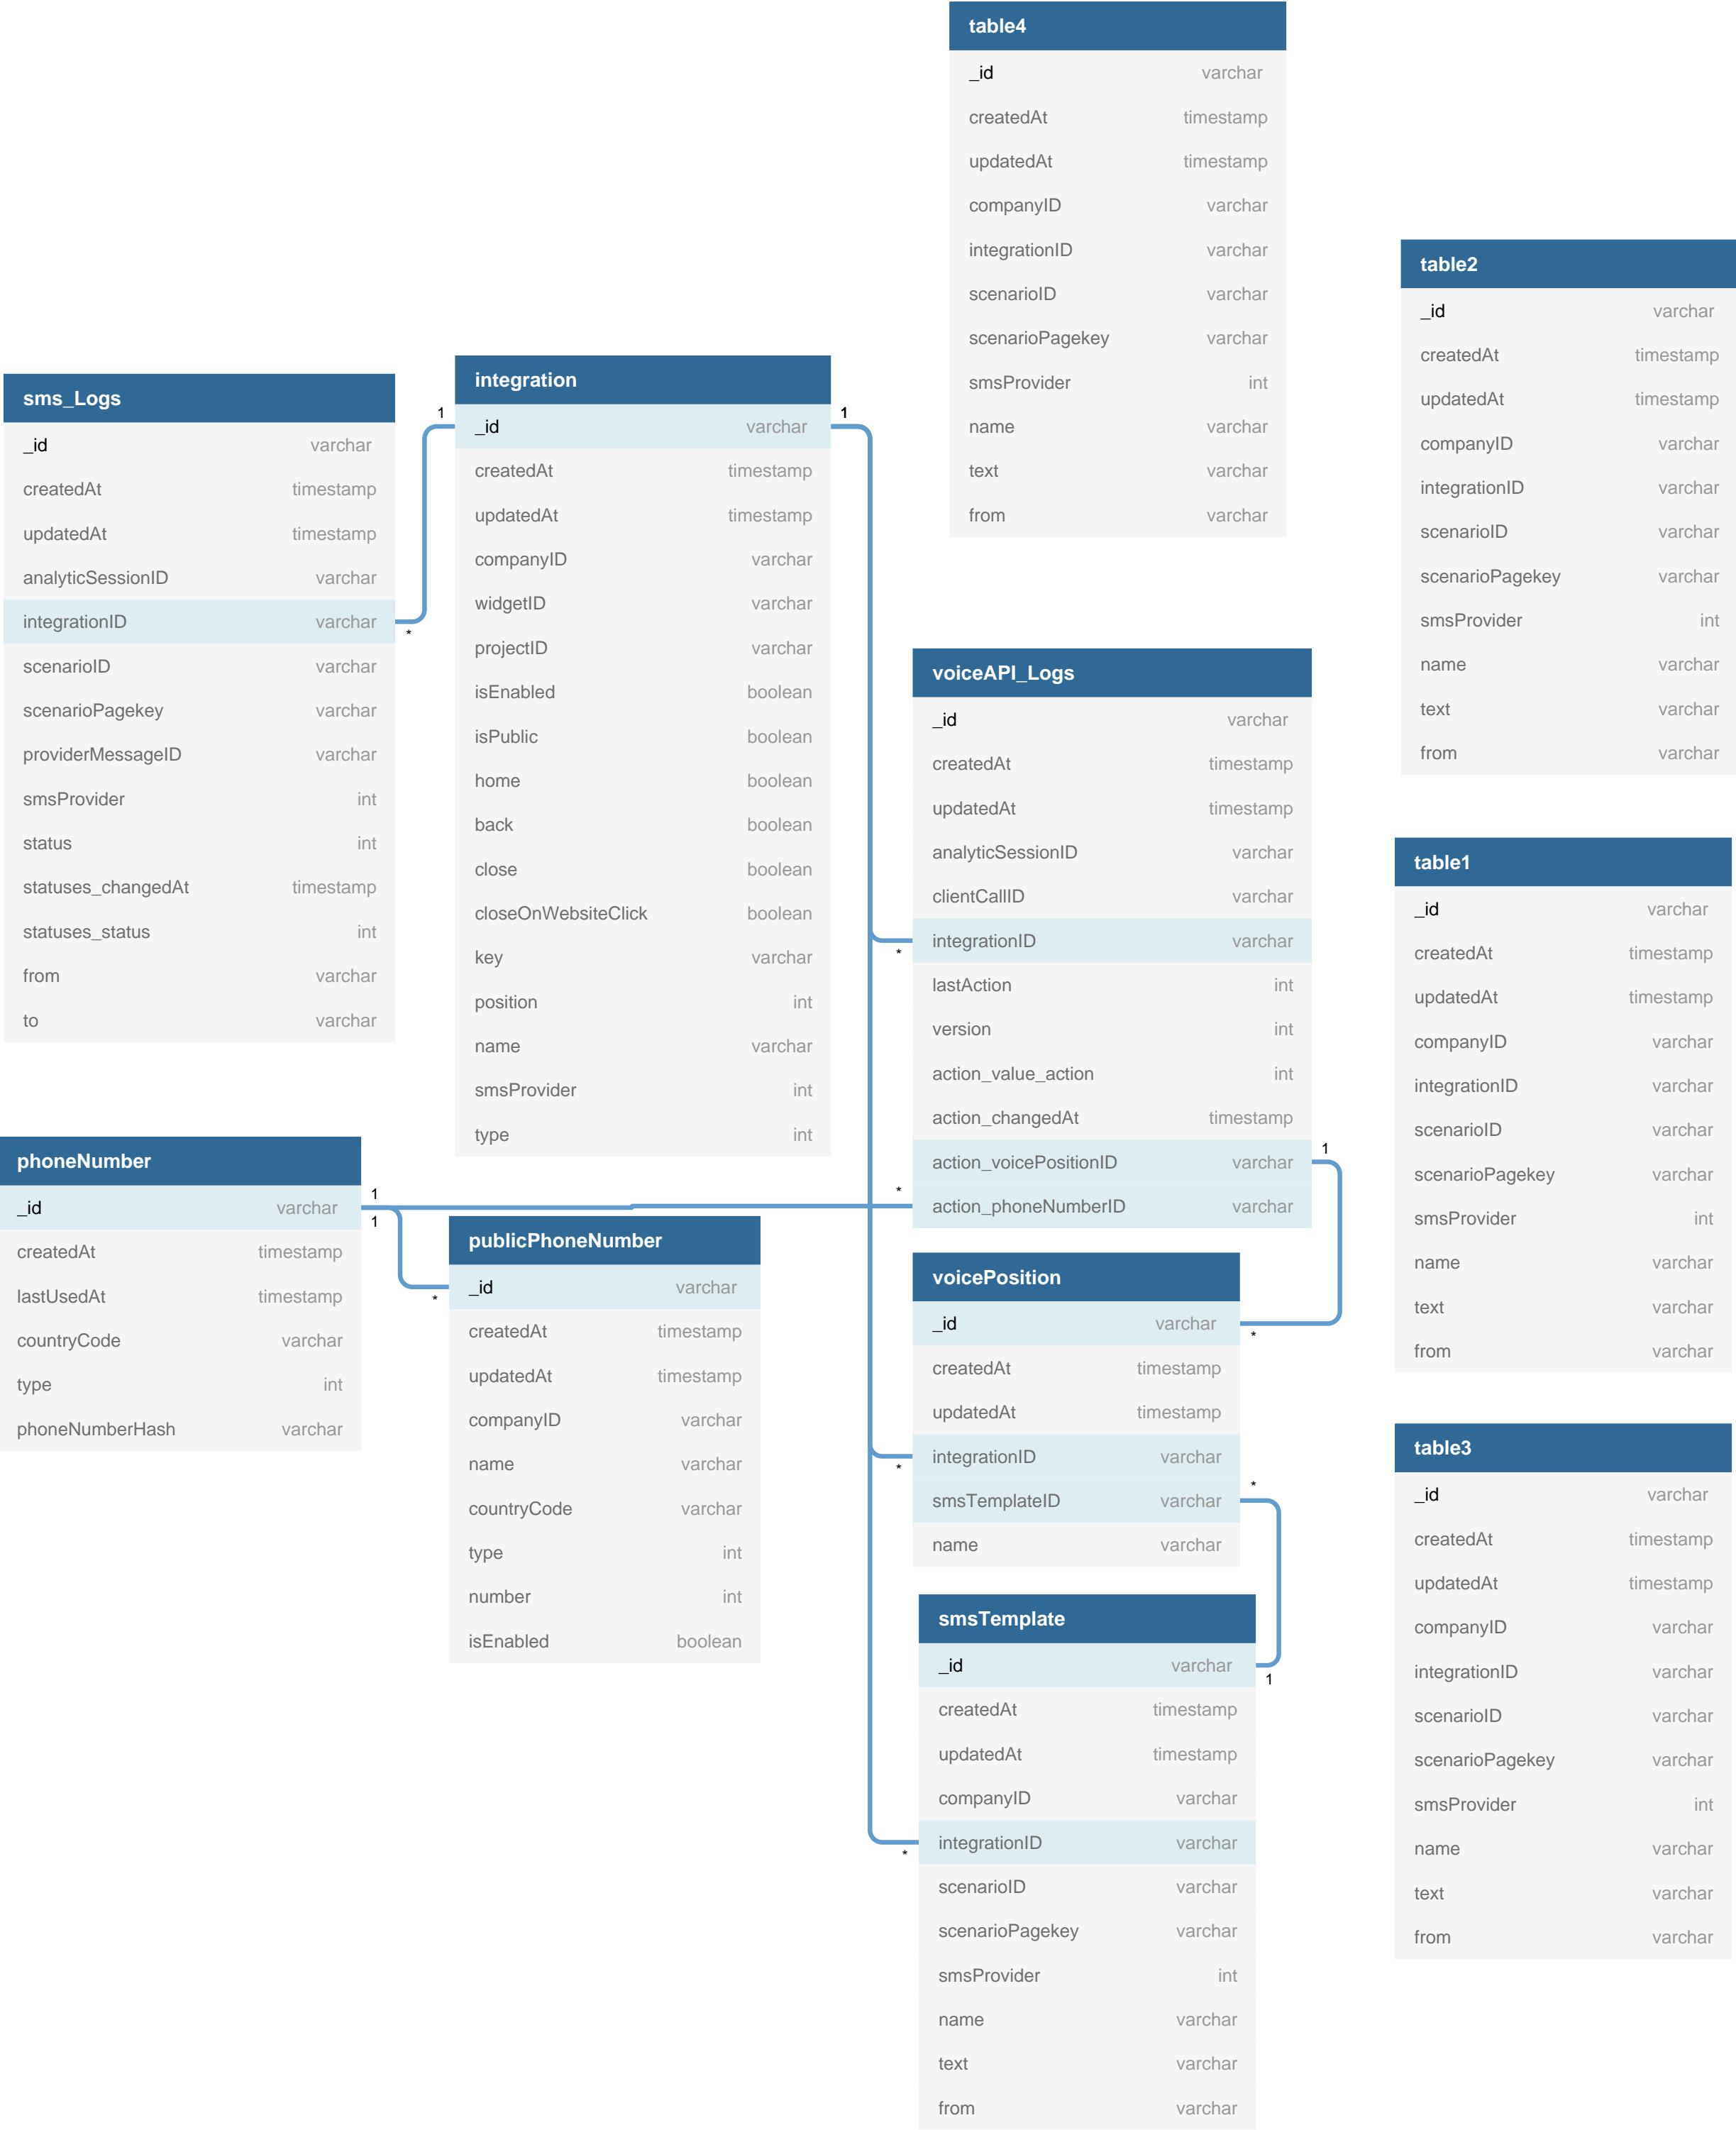 table4
_id varchar
createdAt timestamp
updatedAt timestamp
companyID varchar
integrationID varchar
scenarioID varchar
scenarioPagekey varchar
smsProvider int
name varchar
text varchar
from varchar
table2
_id varchar
createdAt timestamp
updatedAt timestamp
companyID varchar
integrationID varchar
scenarioID varchar
scenarioPagekey varchar
smsProvider int
name varchar
text varchar
from varchar
sms_Logs
_id varchar
createdAt timestamp
updatedAt timestamp
analyticSessionID varchar
integrationID varchar
*
scenarioID varchar
scenarioPagekey varchar
providerMessageID varchar
smsProvider int
status int
statuses_changedAt timestamp
statuses_status int
from varchar
to varchar
integration
1 1
_id varchar
createdAt timestamp
updatedAt timestamp
companyID varchar
widgetID varchar
projectID varchar
isEnabled boolean
isPublic boolean
home boolean
back boolean
close boolean
closeOnWebsiteClick boolean
key varchar
position int
name varchar
smsProvider int
type int
voiceAPI_Logs
_id varchar
createdAt timestamp
updatedAt timestamp
analyticSessionID varchar
clientCallID varchar
integrationID varchar
*
lastAction int
version int
action_value_action int
action_changedAt timestamp
1
action_voicePositionID varchar
*
action_phoneNumberID varchar
table1
_id varchar
createdAt timestamp
updatedAt timestamp
companyID varchar
integrationID varchar
scenarioID varchar
scenarioPagekey varchar
smsProvider int
name varchar
text varchar
from varchar
phoneNumber
1
_id varchar
1
createdAt timestamp
lastUsedAt timestamp
countryCode varchar
type int
phoneNumberHash varchar
publicPhoneNumber
_id varchar
*
createdAt timestamp
updatedAt timestamp
companyID varchar
name varchar
countryCode varchar
type int
number int
isEnabled boolean
voicePosition
_id varchar
*
createdAt timestamp
updatedAt timestamp
integrationID varchar
*
*
smsTemplateID varchar
name varchar
table3
_id varchar
createdAt timestamp
updatedAt timestamp
companyID varchar
integrationID varchar
scenarioID varchar
scenarioPagekey varchar
smsProvider int
name varchar
text varchar
from varchar
smsTemplate
_id varchar
1
createdAt timestamp
updatedAt timestamp
companyID varchar
integrationID varchar
*
scenarioID varchar
scenarioPagekey varchar
smsProvider int
name varchar
text varchar
from varchar